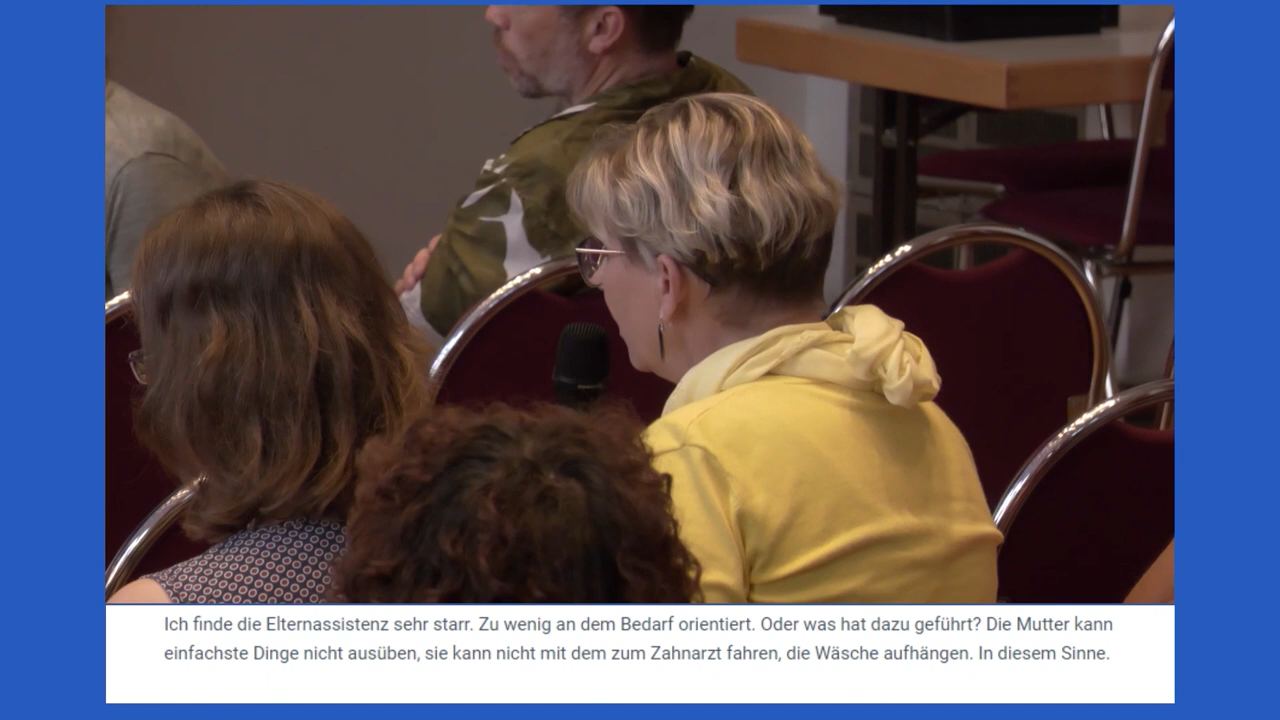 Ich finde die Elternassistenz sehr starr. Zu wenig an dem Bedarf orientiert. Oder was hat dazu geführt? Die Mutter kann
einfachste Dinge nicht ausüben, sie kann nicht mit dem zum Zahnarzt fahren, die Wäsche aufhängen. In diesem Sinne.